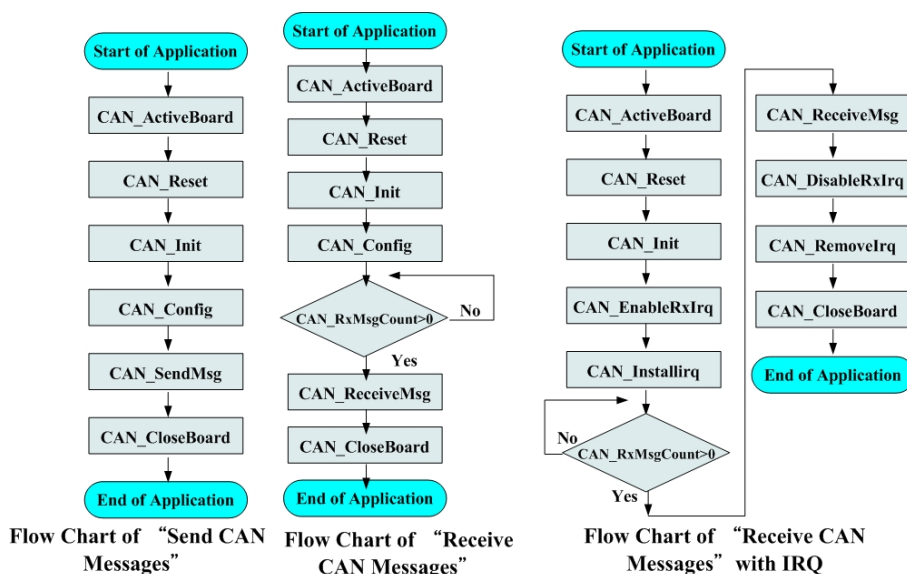 Start of Application
CAN_ActiveBoard
CAN_Reset
CAN_Init
CAN_Config
CAN_SendMsg
CAN_CloseBoard
End of Application
Flow Chart of “Send CAN
Messages”
Start of Application
CAN_ActiveBoard
CAN_Reset
CAN_Init
CAN_Config
CAN_RxMsgCount>0
No
Yes
CAN_ReceiveMsg
CAN_CloseBoard
End of Application
Flow Chart of “Receive
CAN Messages”
Start of Application
CAN_ActiveBoard
CAN_Reset
CAN_Init
CAN_EnableRxIrq
CAN_Installirq
No
CAN_RxMsgCount>0
Yes
CAN_ReceiveMsg
CAN_DisableRxIrq
CAN_RemoveIrq
CAN_CloseBoard
End of Application
Flow Chart of “Receive CAN
Messages” with IRQ